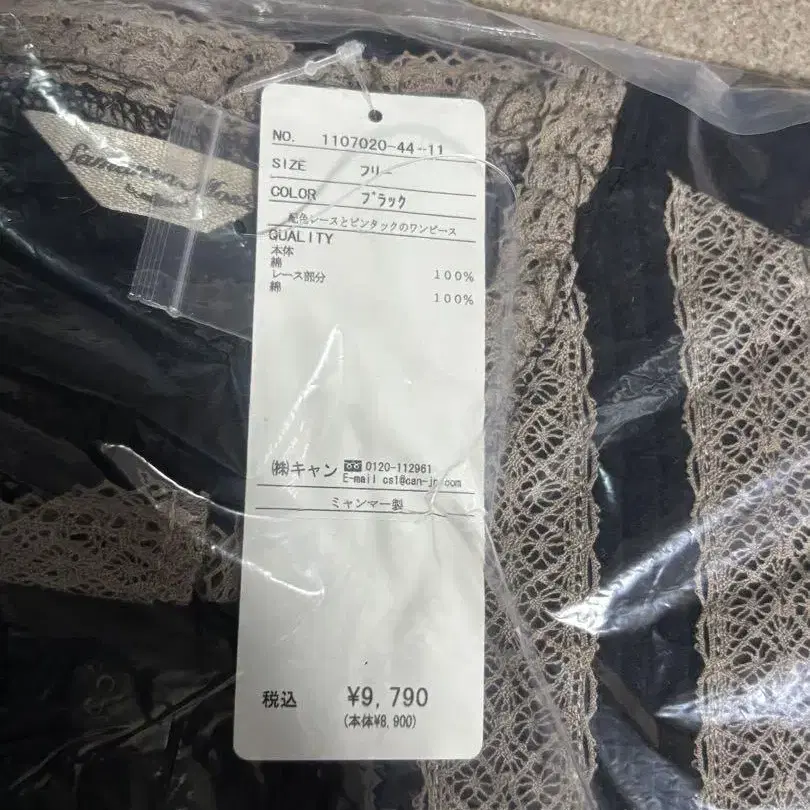 NO. 1107020-44-11
SIZE フリー
COLOR ブラック
配色レースとピンタックのワンピース
QUALITY
本体
綿 100%
レース部分
綿 100%
㈱キャン 0120-112961
E-mail cs1@can-jp.com
ミャンマー製
税込 ¥9,790
(本体¥8,900)